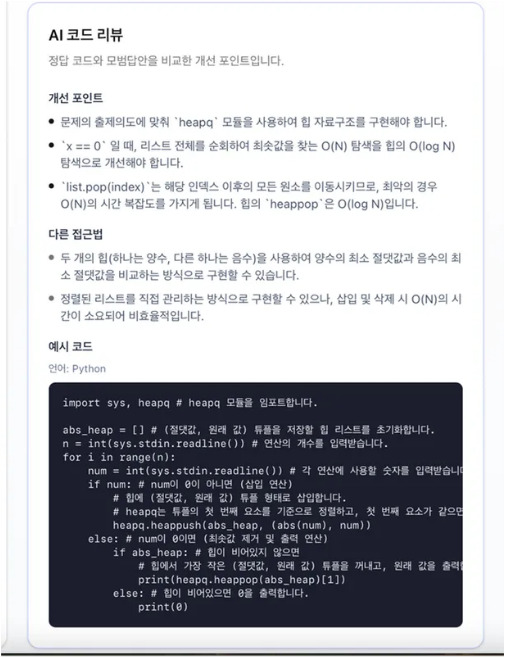 AI 코드 리뷰
정답 코드와 모범답안을 비교한 개선 포인트입니다.
개선 포인트
문제의 출제의도에 맞춰 `heapq` 모듈을 사용하여 힙 자료구조를 구현해야 합니다.
`x == 0` 일 때, 리스트 전체를 순회하여 최솟값을 찾는 O(N) 탐색을 힙의 O(log N)
탐색으로 개선해야 합니다.
`list.pop(index)`는 해당 인덱스 이후의 모든 원소를 이동시키므로, 최악의 경우
O(N)의 시간 복잡도를 가지게 됩니다. 힙의 `heappop`은 O(log N)입니다.
다른 접근법
두 개의 힙(하나는 양수, 다른 하나는 음수)을 사용하여 양수의 최소 절댓값과 음수의 최
소 절댓값을 비교하는 방식으로 구현할 수 있습니다.
정렬된 리스트를 직접 관리하는 방식으로 구현할 수 있으나, 삽입 및 삭제 시 O(N)의 시
간이 소요되어 비효율적입니다.
예시 코드
언어: Python
import sys, heapq # heapq 모듈을 임포트합니다.
abs_heap = [] # (절댓값, 원래 값) 튜플을 저장할 힙 리스트를 초기화합니다.
n = int(sys.stdin.readline()) # 연산의 개수를 입력받습니다.
for i in range(n):
    num = int(sys.stdin.readline()) # 각 연산에 사용할 숫자를 입력받습니
    if num: # num이 0이 아니면 (삽입 연산)
        # 힙에 (절댓값, 원래 값) 튜플 형태로 삽입합니다.
        # heapq는 튜플의 첫 번째 요소를 기준으로 정렬하고, 첫 번째 요소가 같으면
        heapq.heappush(abs_heap, (abs(num), num))
    else: # num이 0이면 (최솟값 제거 및 출력 연산)
        if abs_heap: # 힙이 비어있지 않으면
            # 힙에서 가장 작은 (절댓값, 원래 값) 튜플을 꺼내고, 원래 값을 출력
            print(heapq.heappop(abs_heap)[1])
        else: # 힙이 비어있으면 0을 출력합니다.
            print(0)